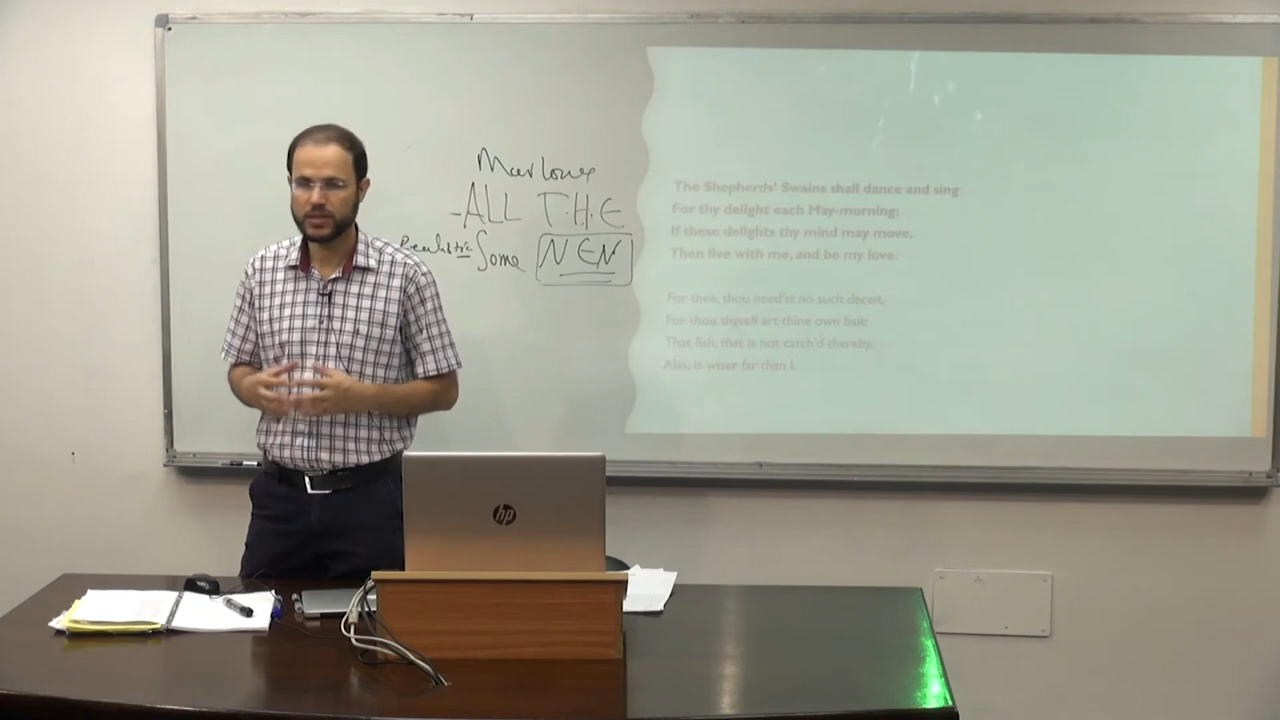 Marlowe
-ALL T.H.E
Realistic Some NEN
The Shepherds' Swains shall dance and sing
For thy delight each May-morning:
If these delights thy mind may move,
Then live with me, and be my love.
For thee, thou need'st no such deceit,
For thou thyself art thine own bait:
That fish, that is not catch'd thereby,
Alas, is wiser far than I.
hp